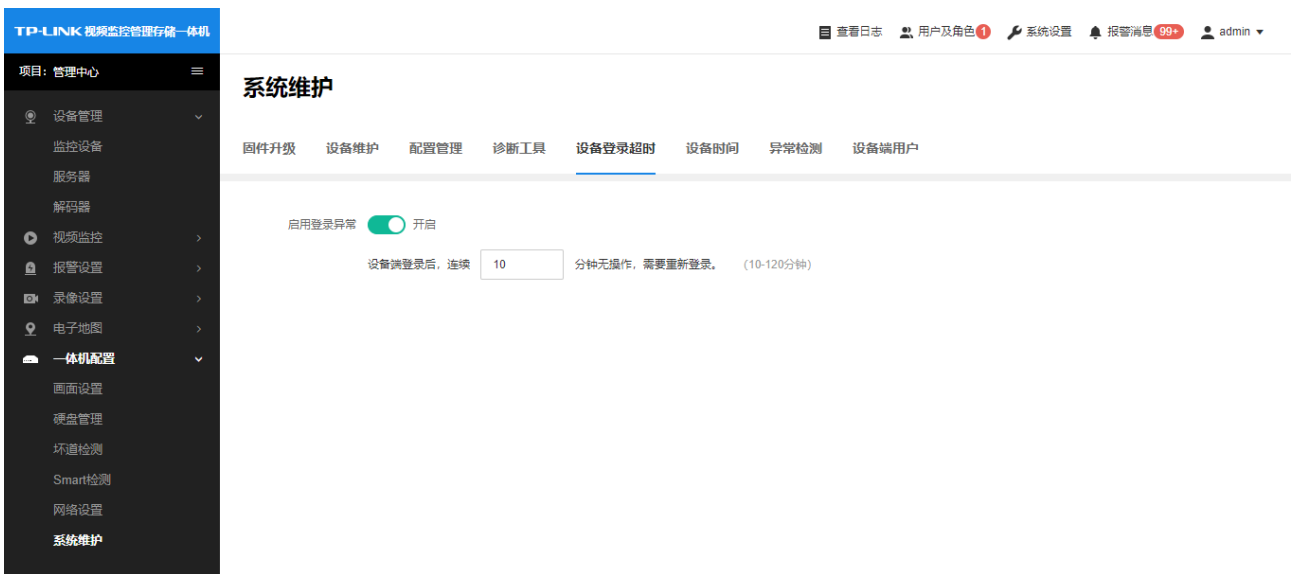 TP-LINK 视频监控管理存储一体机
查看日志 用户及角色 1 系统设置 报警消息 99+ admin
项目: 管理中心
设备管理
监控设备
服务器
解码器
视频监控
报警设置
录像设置
电子地图
一体机配置
画面设置
硬盘管理
坏道检测
Smart检测
网络设置
系统维护
系统维护
固件升级 设备维护 配置管理 诊断工具 设备登录超时 设备时间 异常检测 设备端用户
启用登录异常 开启
设备端登录后, 连续 10 分钟无操作, 需要重新登录。 (10-120分钟)